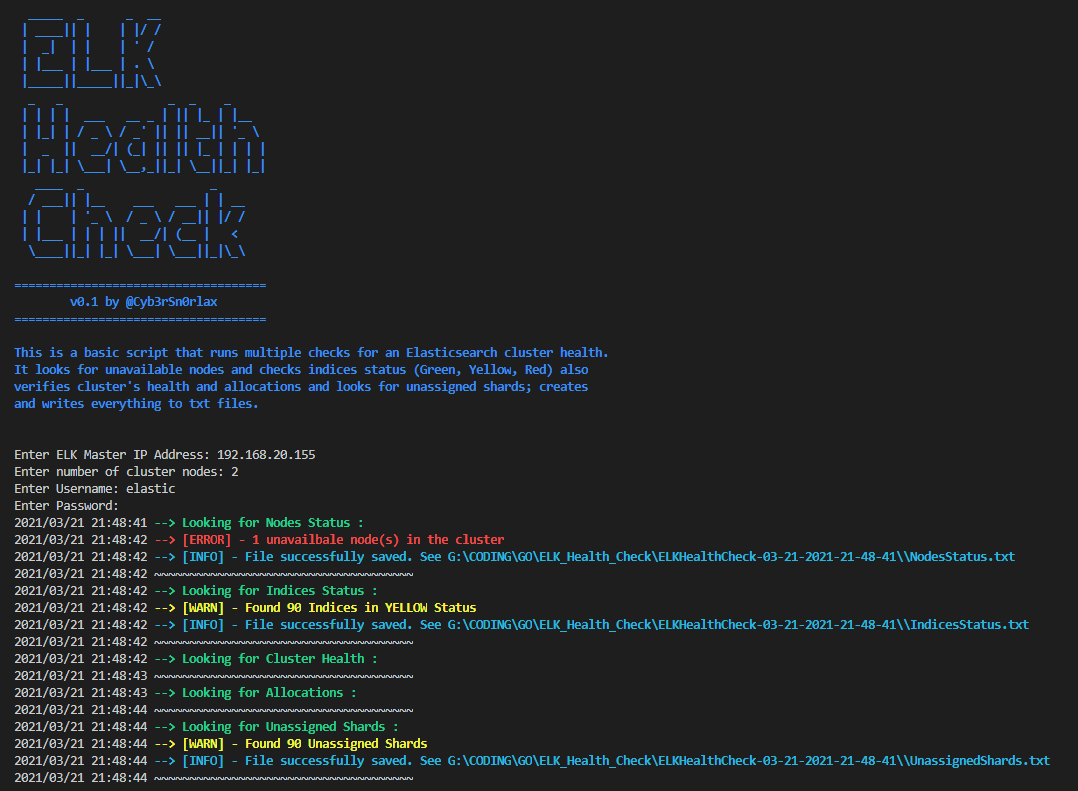 ELK
Health
Check
====================================
v0.1 by @Cyb3rSn0rlax
====================================
This is a basic script that runs multiple checks for an Elasticsearch cluster health.
It looks for unavailable nodes and checks indices status (Green, Yellow, Red) also
verifies cluster's health and allocations and looks for unassigned shards; creates
and writes everything to txt files.
Enter ELK Master IP Address: 192.168.20.155
Enter number of cluster nodes: 2
Enter Username: elastic
Enter Password:
2021/03/21 21:48:41 --> Looking for Nodes Status :
2021/03/21 21:48:42 --> [ERROR] - 1 unavailbale node(s) in the cluster
2021/03/21 21:48:42 --> [INFO] - File successfully saved. See G:\CODING\GO\ELK_Health_Check\ELKHealthCheck-03-21-2021-21-48-41\\NodesStatus.txt
2021/03/21 21:48:42 ~~~~~~~~~~~~~~~~~~~~~~~~~~~~~~~~~~~~~
2021/03/21 21:48:42 --> Looking for Indices Status :
2021/03/21 21:48:42 --> [WARN] - Found 90 Indices in YELLOW Status
2021/03/21 21:48:42 --> [INFO] - File successfully saved. See G:\CODING\GO\ELK_Health_Check\ELKHealthCheck-03-21-2021-21-48-41\\IndicesStatus.txt
2021/03/21 21:48:42 ~~~~~~~~~~~~~~~~~~~~~~~~~~~~~~~~~~~~~
2021/03/21 21:48:42 --> Looking for Cluster Health :
2021/03/21 21:48:43 ~~~~~~~~~~~~~~~~~~~~~~~~~~~~~~~~~~~~~
2021/03/21 21:48:43 --> Looking for Allocations :
2021/03/21 21:48:44 ~~~~~~~~~~~~~~~~~~~~~~~~~~~~~~~~~~~~~
2021/03/21 21:48:44 --> Looking for Unassigned Shards :
2021/03/21 21:48:44 --> [WARN] - Found 90 Unassigned Shards
2021/03/21 21:48:44 --> [INFO] - File successfully saved. See G:\CODING\GO\ELK_Health_Check\ELKHealthCheck-03-21-2021-21-48-41\\UnassignedShards.txt
2021/03/21 21:48:44 ~~~~~~~~~~~~~~~~~~~~~~~~~~~~~~~~~~~~~